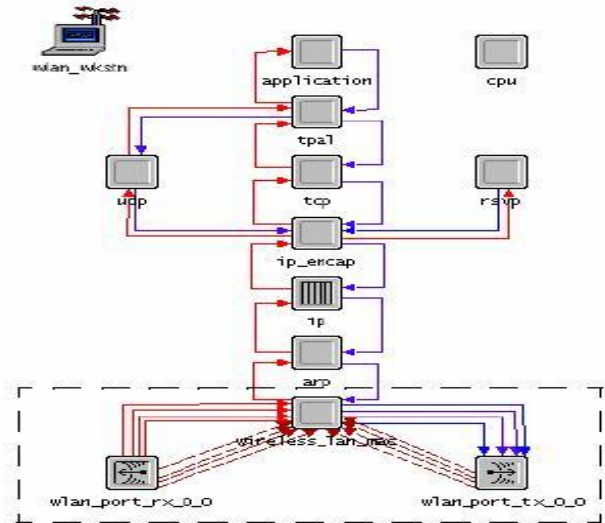 wlan_wkstn
application
cpu
tpal
udp
tcp
rsvp
ip_encap
ip
arp
wireless_lan_mac
wlan_port_rx_0_0
wlan_port_tx_0_0